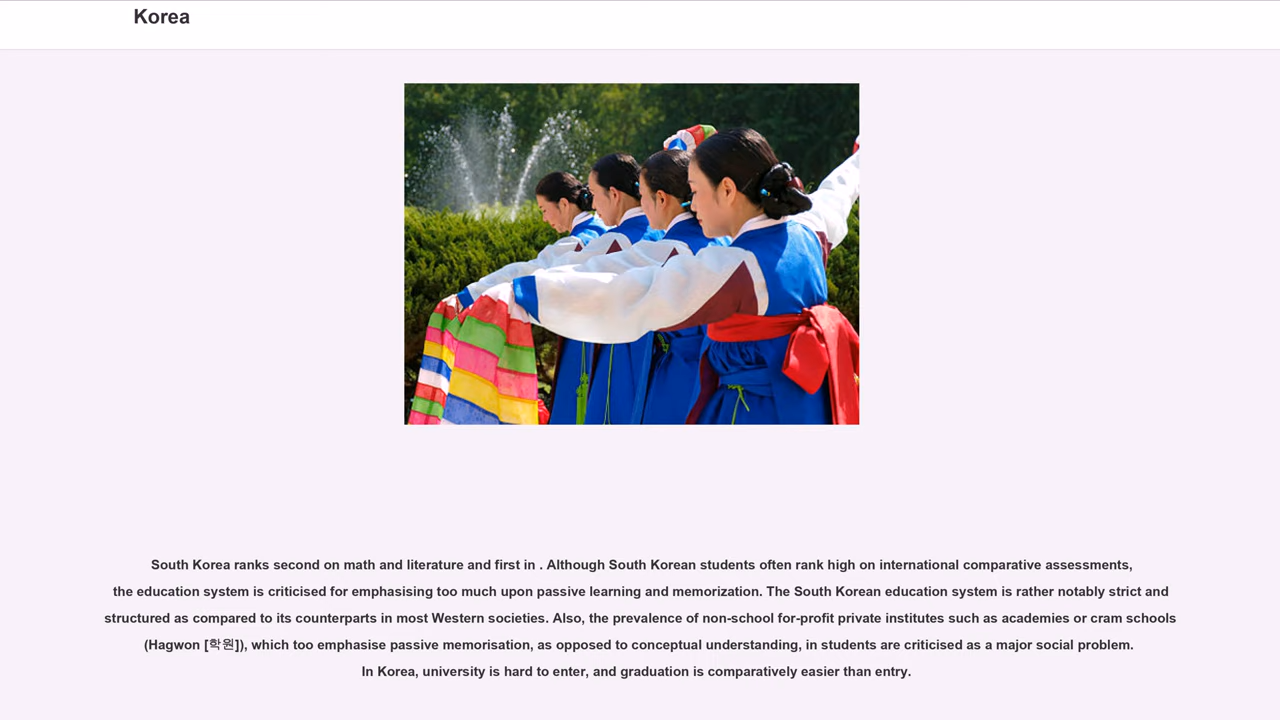 Korea
South Korea ranks second on math and literature and first in . Although South Korean students often rank high on international comparative assessments,
the education system is criticised for emphasising too much upon passive learning and memorization. The South Korean education system is rather notably strict and
structured as compared to its counterparts in most Western societies. Also, the prevalence of non-school for-profit private institutes such as academies or cram schools
(Hagwon [학원]), which too emphasise passive memorisation, as opposed to conceptual understanding, in students are criticised as a major social problem.
In Korea, university is hard to enter, and graduation is comparatively easier than entry.